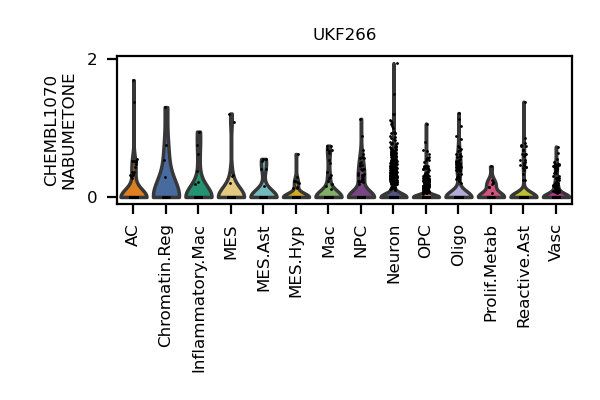 UKF266
CHEMBL1070
NABUMETONE
2
0
AC
Chromatin.Reg
Inflammatory.Mac
MES
MES.Ast
MES.Hyp
Mac
NPC
Neuron
OPC
Oligo
Prolif.Metab
Reactive.Ast
Vasc